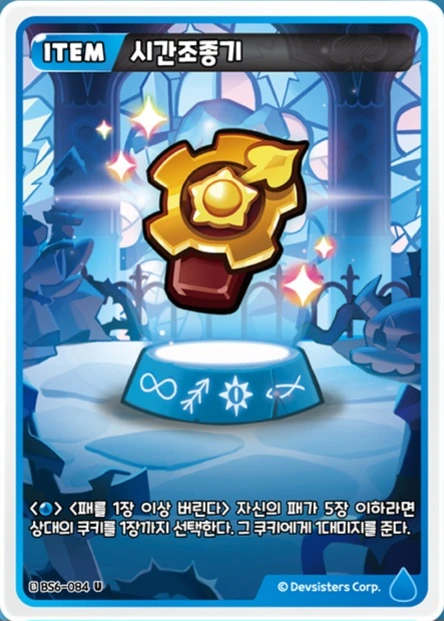 ITEM 시간조종기
<💧> <패를 1장 이상 버린다> 자신의 패가 5장 이하라면
상대의 쿠키를 1장까지 선택한다. 그 쿠키에게 1대미지를 준다.
BS6-084 U
© Devsisters Corp.